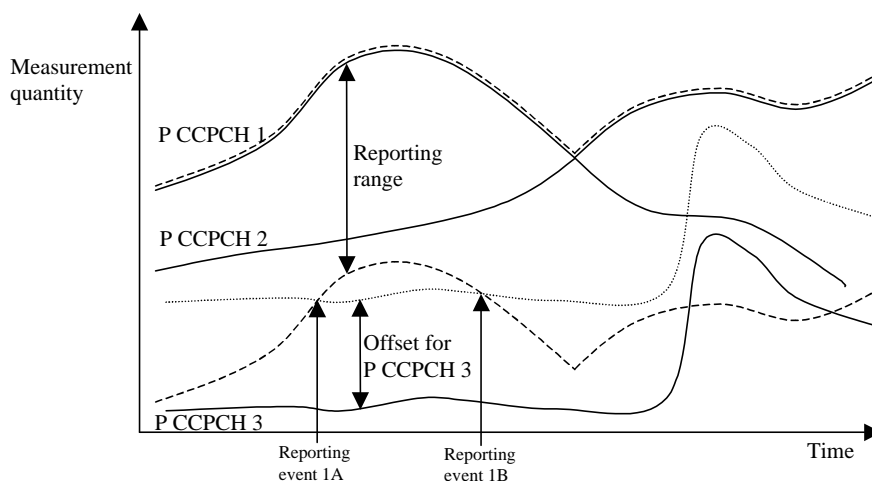 Measurement
quantity
P CCPCH 1
Reporting
range
P CCPCH 2
Offset for
P CCPCH 3
P CCPCH 3
Reporting
event 1A
Reporting
event 1B
Time